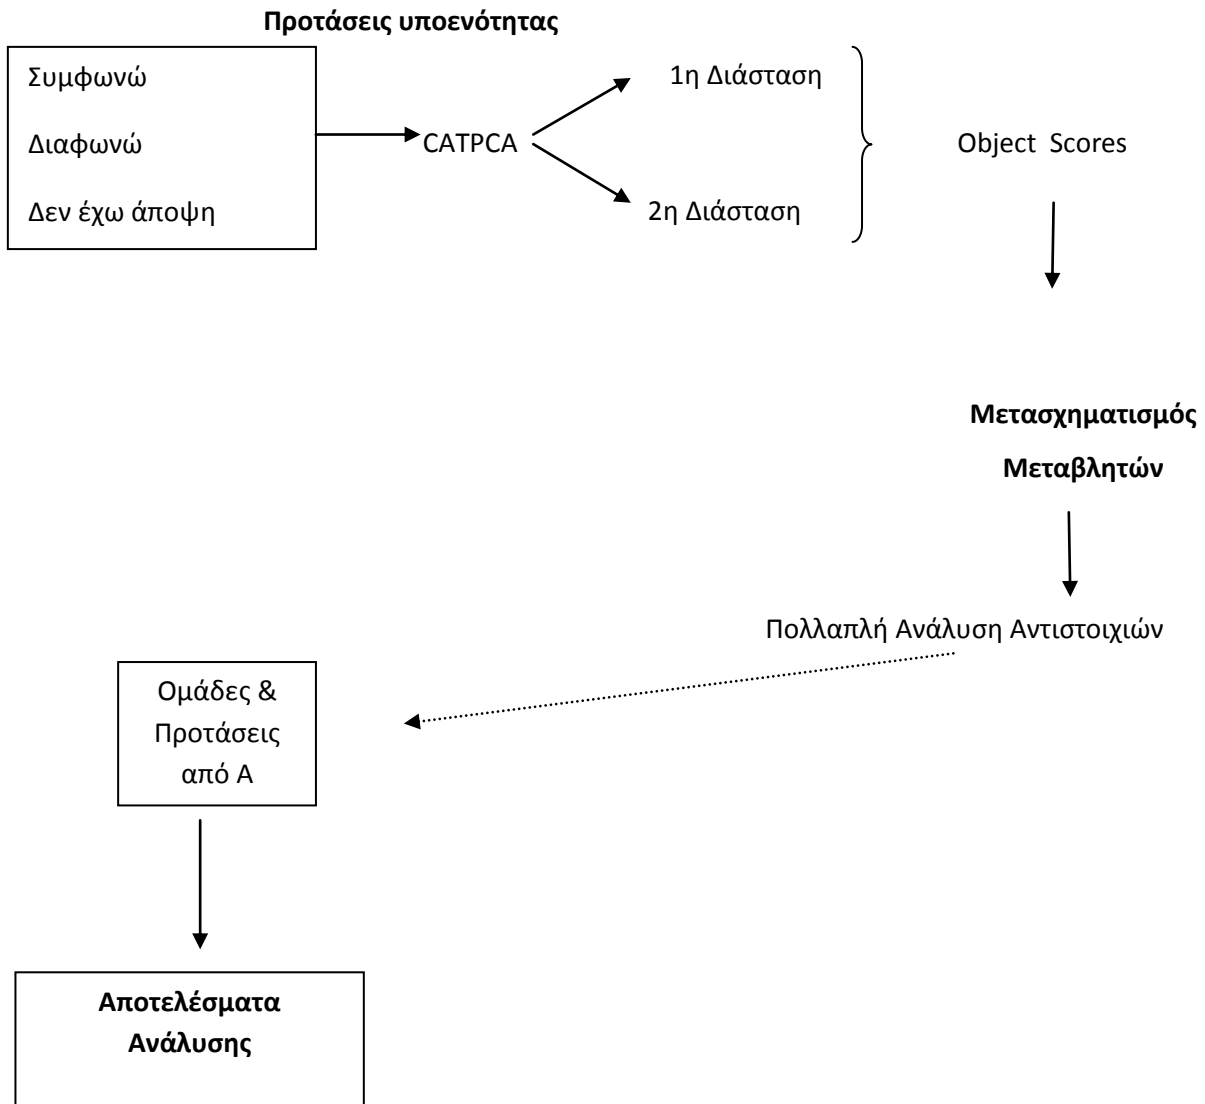 Προτάσεις υποενότητας
Συμφωνώ
Διαφωνώ
Δεν έχω άποψη
CATPCA
1η Διάσταση
2η Διάσταση
Object Scores
Μετασχηματισμός
Μεταβλητών
Πολλαπλή Ανάλυση Αντιστοιχιών
Ομάδες &
Προτάσεις
από Α
Αποτελέσματα
Ανάλυσης